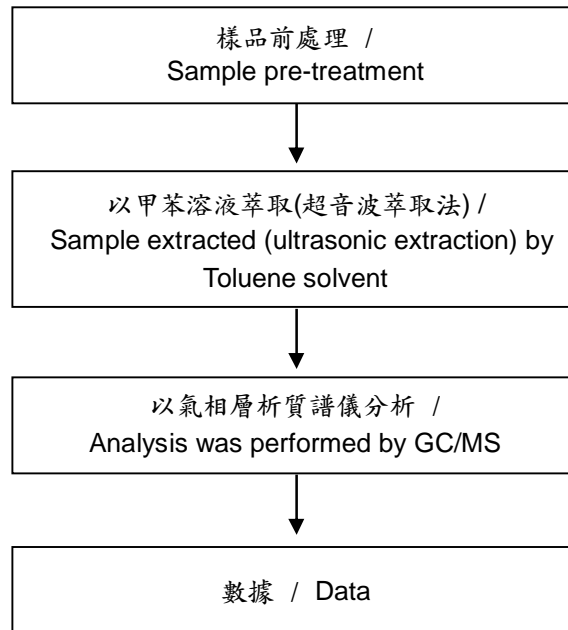 樣品前處理 /
Sample pre-treatment
以甲苯溶液萃取(超音波萃取法) /
Sample extracted (ultrasonic extraction) by
Toluene solvent
以氣相層析質譜儀分析 /
Analysis was performed by GC/MS
數據 / Data